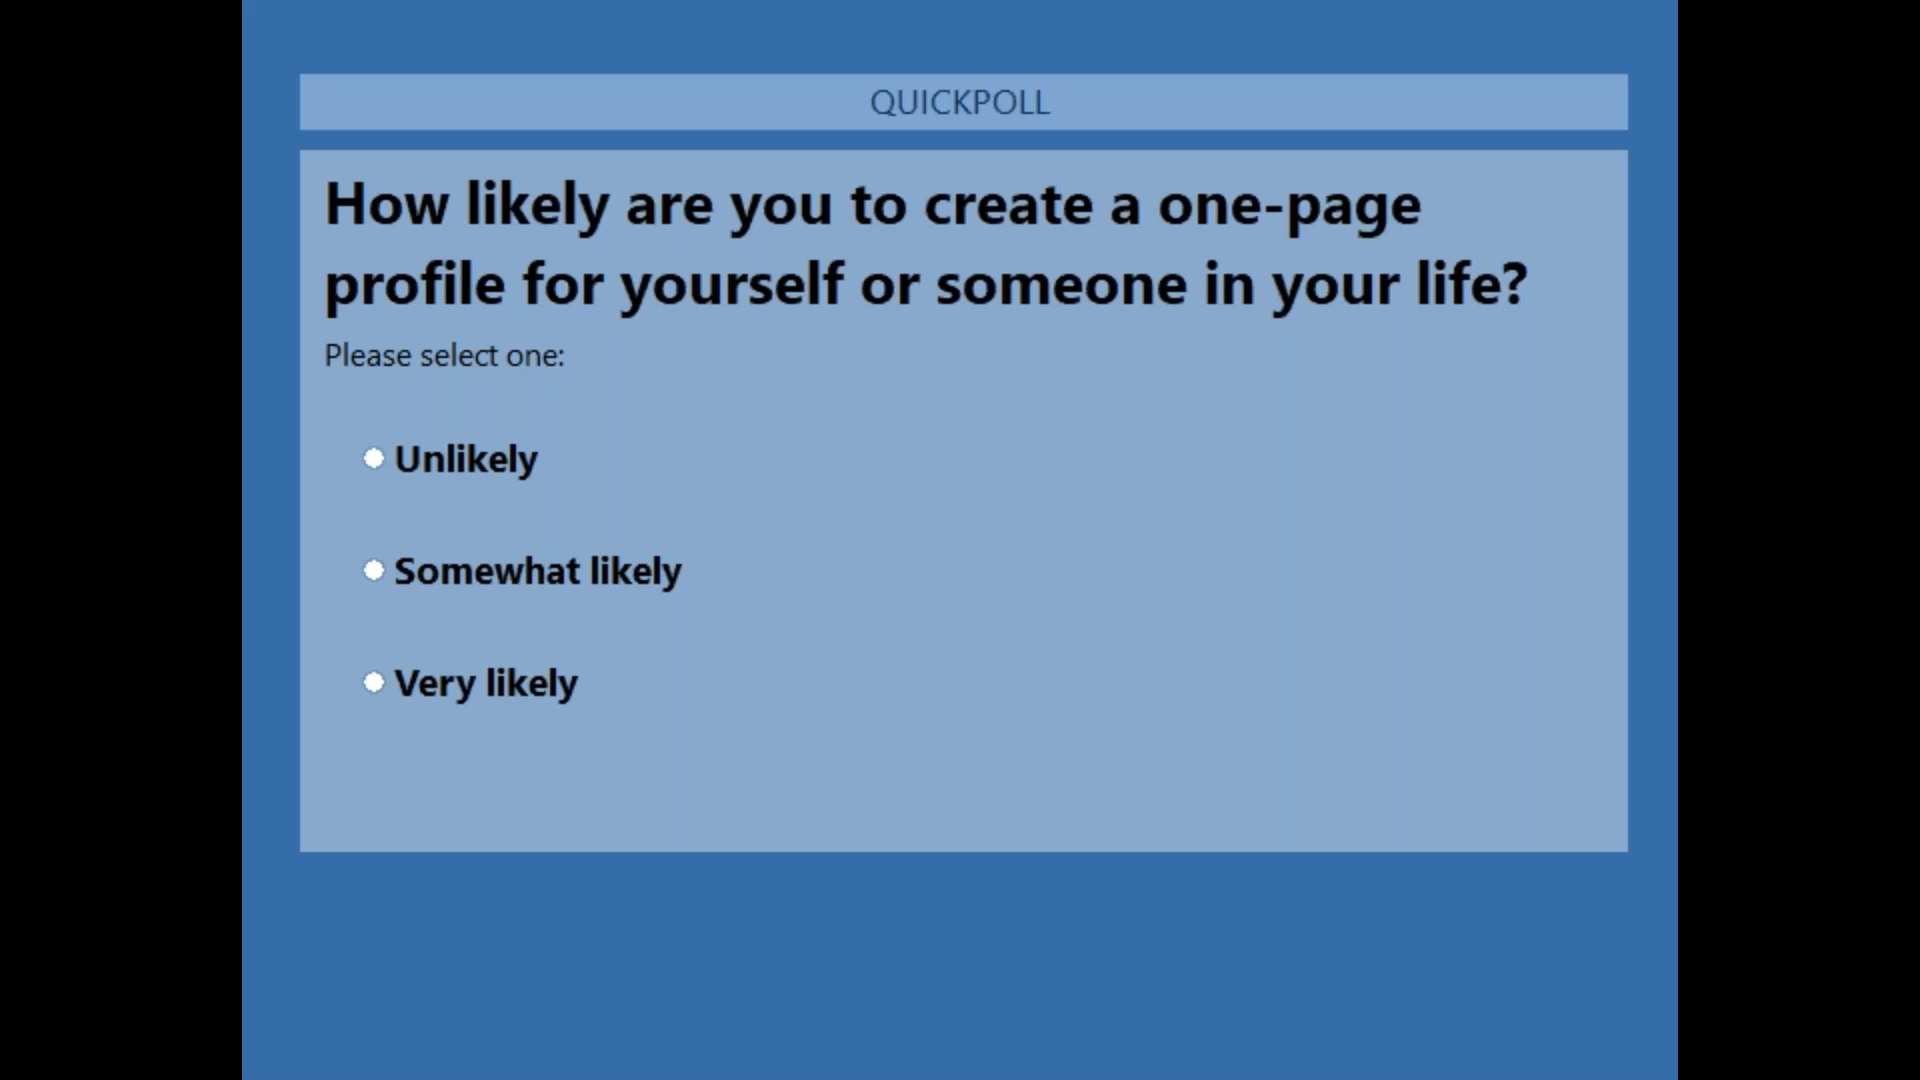 QUICKPOLL
How likely are you to create a one-page
profile for yourself or someone in your life?
Please select one:
Unlikely
Somewhat likely
Very likely